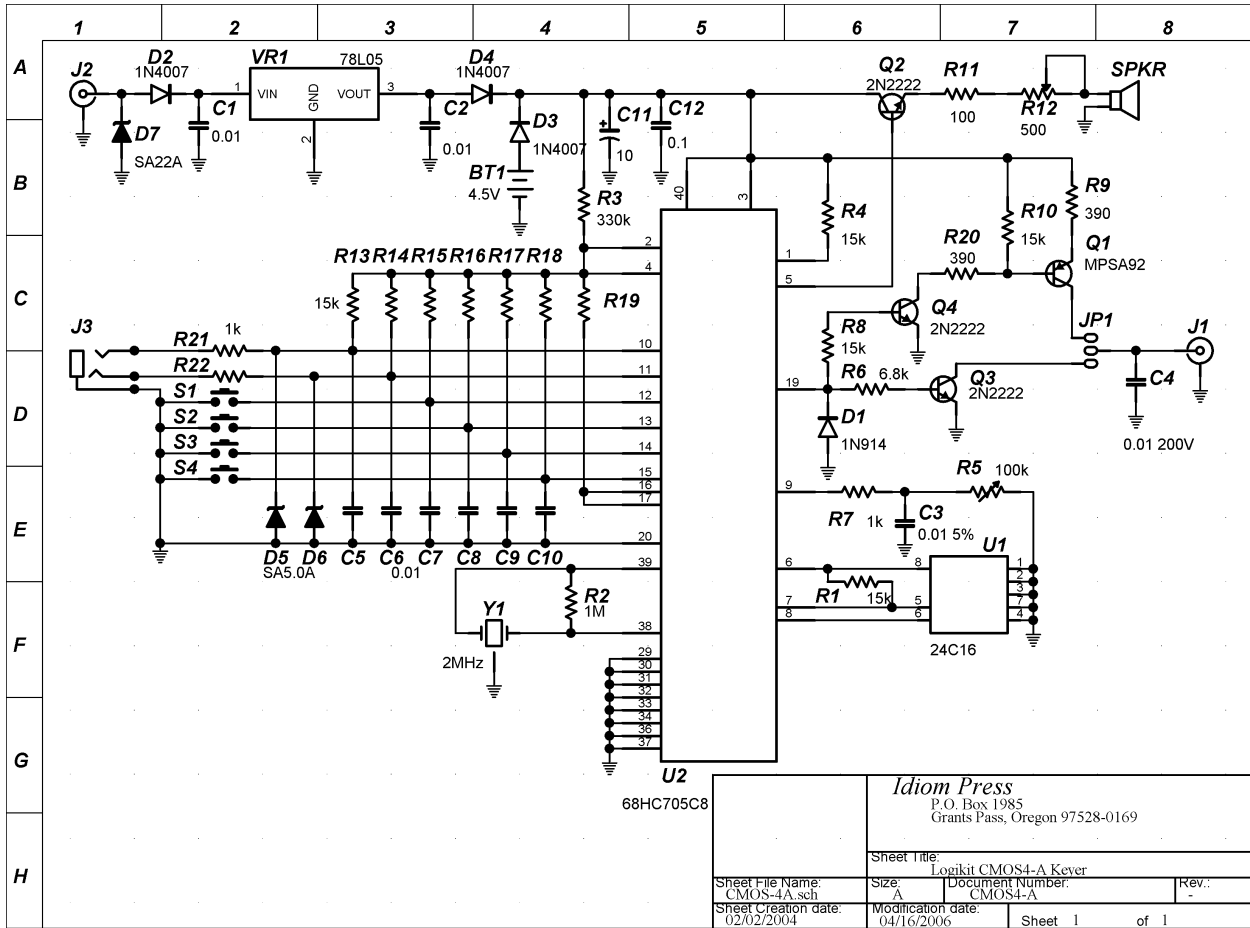 1 2 3 4 5 6 7 8
A
B
C
D
E
F
G
H
J2
D2
1N4007
VR1
78L05
1
VIN
GND
VOUT
3
2
D7
SA22A
C1
0.01
C2
0.01
D4
1N4007
D3
1N4007
BT1
4.5V
C11
+
10
C12
0.1
R3
330k
Q2
2N2222
R11
100
R12
500
SPKR
40
3
R4
15k
R10
15k
R9
390
R20
390
Q1
MPSA92
2
4
1
5
R13 R14 R15 R16 R17 R18
15k
R19
Q4
2N2222
JP1
J1
J3
R21
1k
R22
S1
S2
S3
S4
10
11
12
13
14
15
16
17
20
39
38
29
30
31
32
33
34
36
37
19
R8
15k
R6
6.8k
Q3
2N2222
C4
0.01 200V
D1
1N914
9
R7
1k
C3
0.01 5%
R5
100k
D5
D6
SA5.0A
C5 C6 C7 C8 C9 C10
0.01
R2
1M
Y1
2MHz
6
7
8
R1
15k
U1
8
5
6
1
2
3
7
4
24C16
U2
68HC705C8
Idiom Press
P.O. Box 1985
Grants Pass, Oregon 97528-0169
Sheet Title:
Logikit CMOS4-A Keyer
Sheet File Name:
CMOS-4A.sch
Size:
A
Document Number:
CMOS4-A
Rev.:
-
Sheet Creation date:
02/02/2004
Modification date:
04/16/2006
Sheet 1 of 1